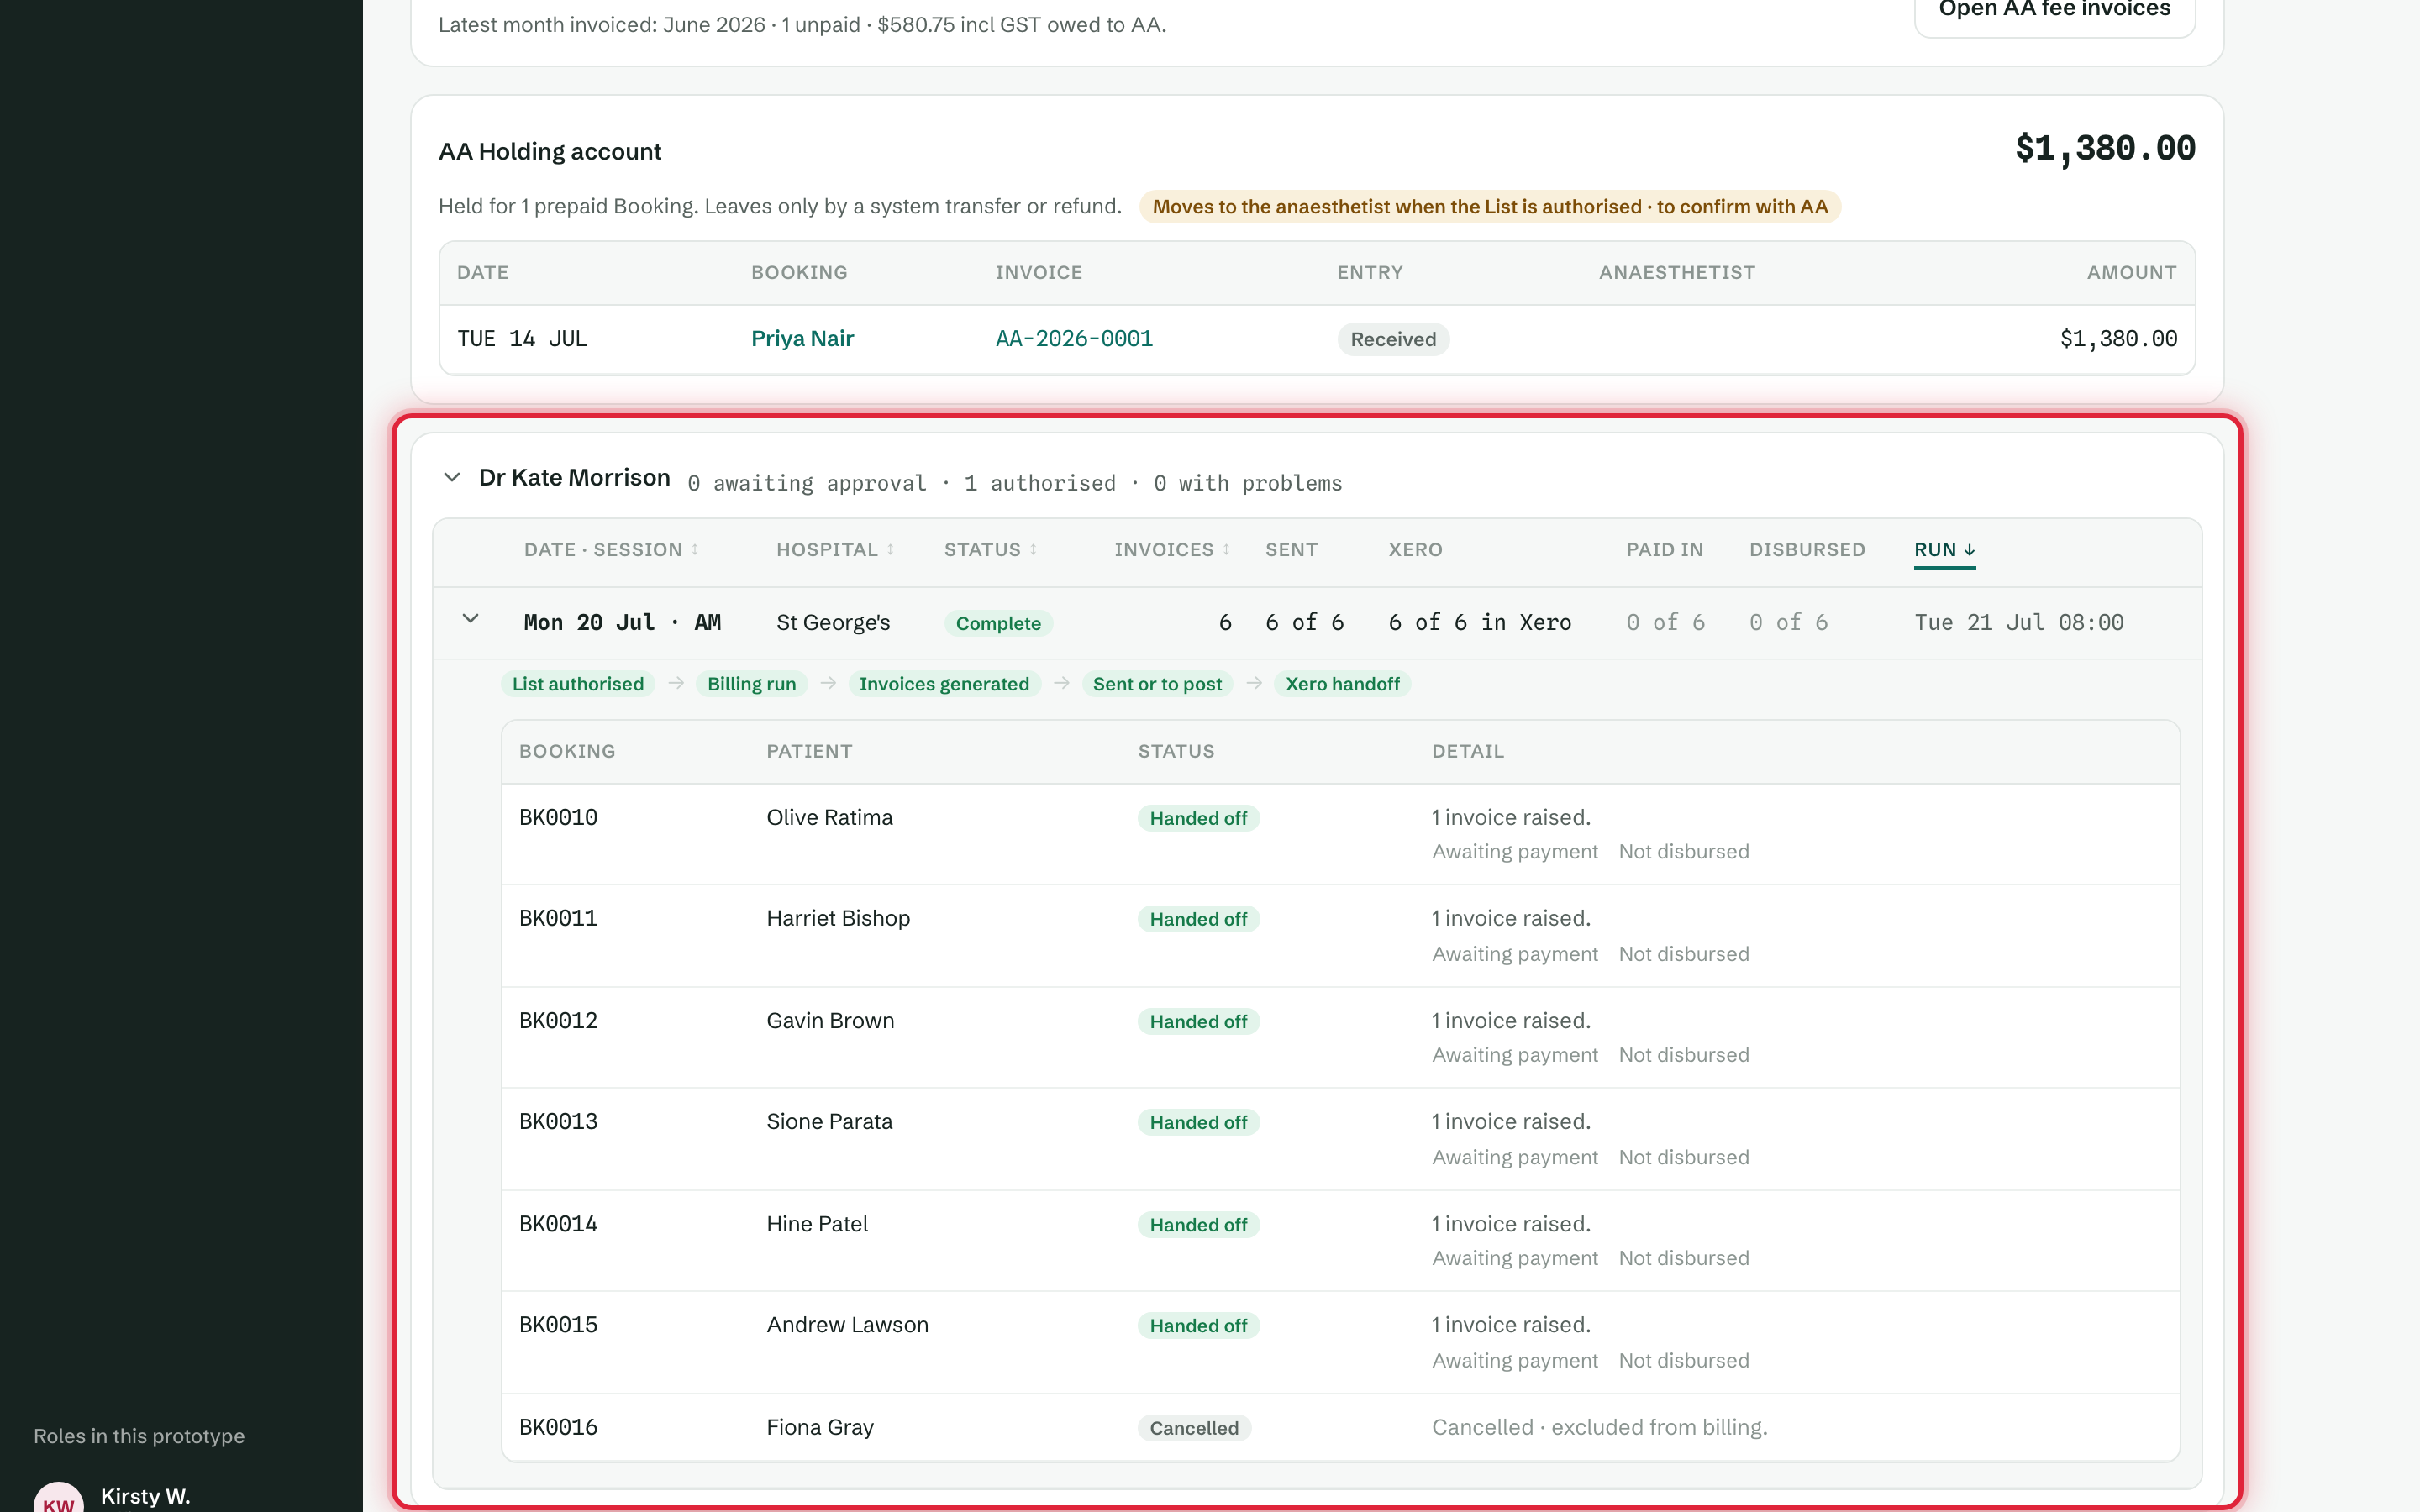 Latest month invoiced: June 2026 · 1 unpaid · $580.75 incl GST owed to AA.
Open AA fee invoices
AA Holding account
$1,380.00
Held for 1 prepaid Booking. Leaves only by a system transfer or refund. Moves to the anaesthetist when the List is authorised · to confirm with AA
DATE BOOKING INVOICE ENTRY ANAESTHETIST AMOUNT
TUE 14 JUL Priya Nair AA-2026-0001 Received $1,380.00
Dr Kate Morrison 0 awaiting approval · 1 authorised · 0 with problems
DATE · SESSION ↕ HOSPITAL ↕ STATUS ↕ INVOICES ↕ SENT XERO PAID IN DISBURSED RUN ↓
Mon 20 Jul · AM St George's Complete 6 6 of 6 6 of 6 in Xero 0 of 6 0 of 6 Tue 21 Jul 08:00
List authorised → Billing run → Invoices generated → Sent or to post → Xero handoff
BOOKING PATIENT STATUS DETAIL
BK0010 Olive Ratima Handed off 1 invoice raised.
Awaiting payment Not disbursed
BK0011 Harriet Bishop Handed off 1 invoice raised.
Awaiting payment Not disbursed
BK0012 Gavin Brown Handed off 1 invoice raised.
Awaiting payment Not disbursed
BK0013 Sione Parata Handed off 1 invoice raised.
Awaiting payment Not disbursed
BK0014 Hine Patel Handed off 1 invoice raised.
Awaiting payment Not disbursed
BK0015 Andrew Lawson Handed off 1 invoice raised.
Awaiting payment Not disbursed
BK0016 Fiona Gray Cancelled Cancelled · excluded from billing.
Roles in this prototype
KW Kirsty W.